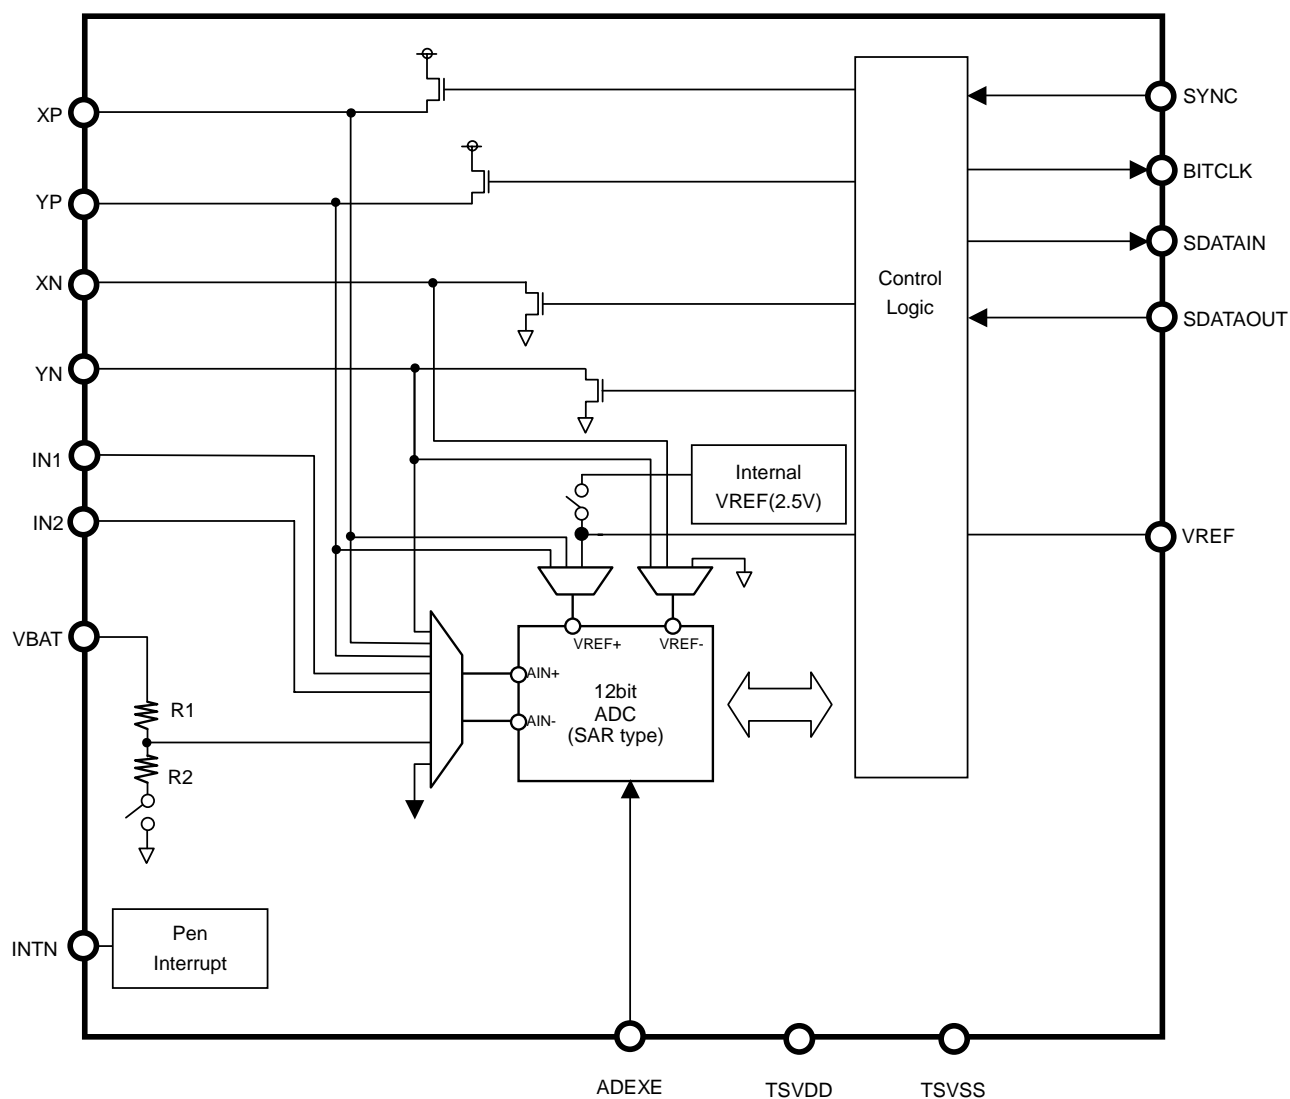 XP
YP
XN
YN
IN1
IN2
VBAT
R1
R2
INTN
Pen
Interrupt
Control
Logic
Internal
VREF(2.5V)
VREF+
VREF-
AIN+
AIN-
12bit
ADC
(SAR type)
SYNC
BITCLK
SDATAIN
SDATAOUT
VREF
ADEXE
TSVDD
TSVSS